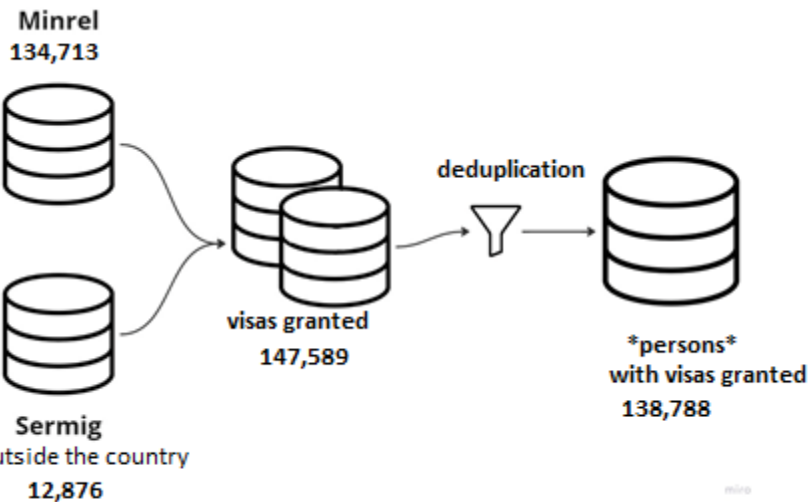 Minrel
134,713
deduplication
visas granted
147,589
*persons*
with visas granted
138,788
Sermig
outside the country
12,876
miro